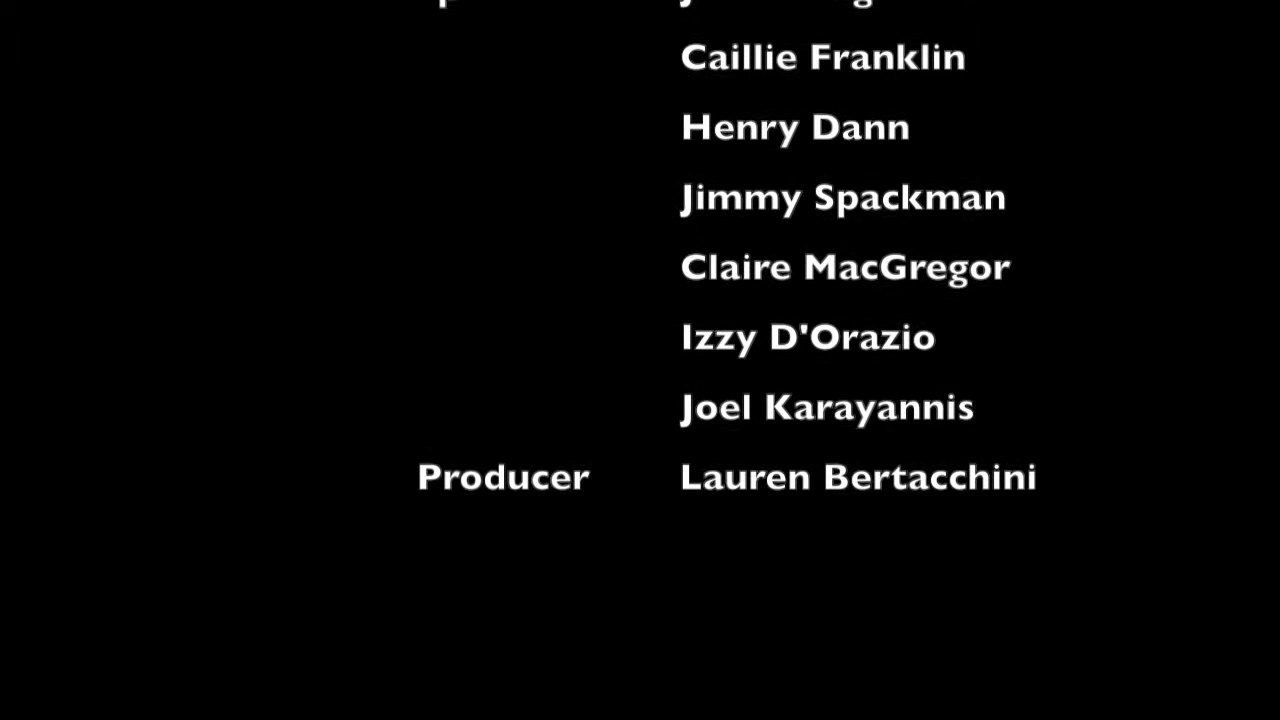 Caillie Franklin
Henry Dann
Jimmy Spackman
Claire MacGregor
Izzy D'Orazio
Joel Karayannis
Producer Lauren Bertacchini